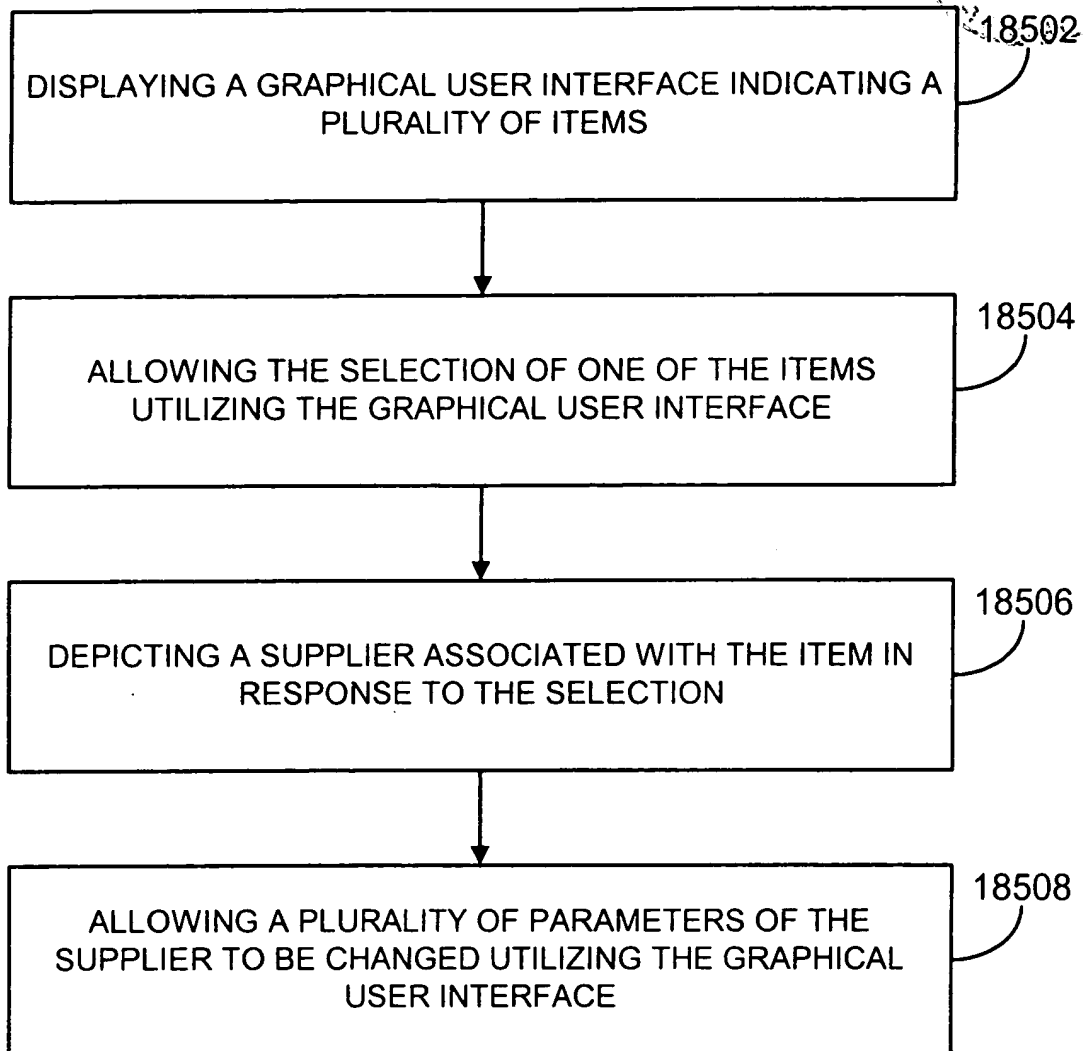 18502
DISPLAYING A GRAPHICAL USER INTERFACE INDICATING A
PLURALITY OF ITEMS
18504
ALLOWING THE SELECTION OF ONE OF THE ITEMS
UTILIZING THE GRAPHICAL USER INTERFACE
18506
DEPICTING A SUPPLIER ASSOCIATED WITH THE ITEM IN
RESPONSE TO THE SELECTION
18508
ALLOWING A PLURALITY OF PARAMETERS OF THE
SUPPLIER TO BE CHANGED UTILIZING THE GRAPHICAL
USER INTERFACE